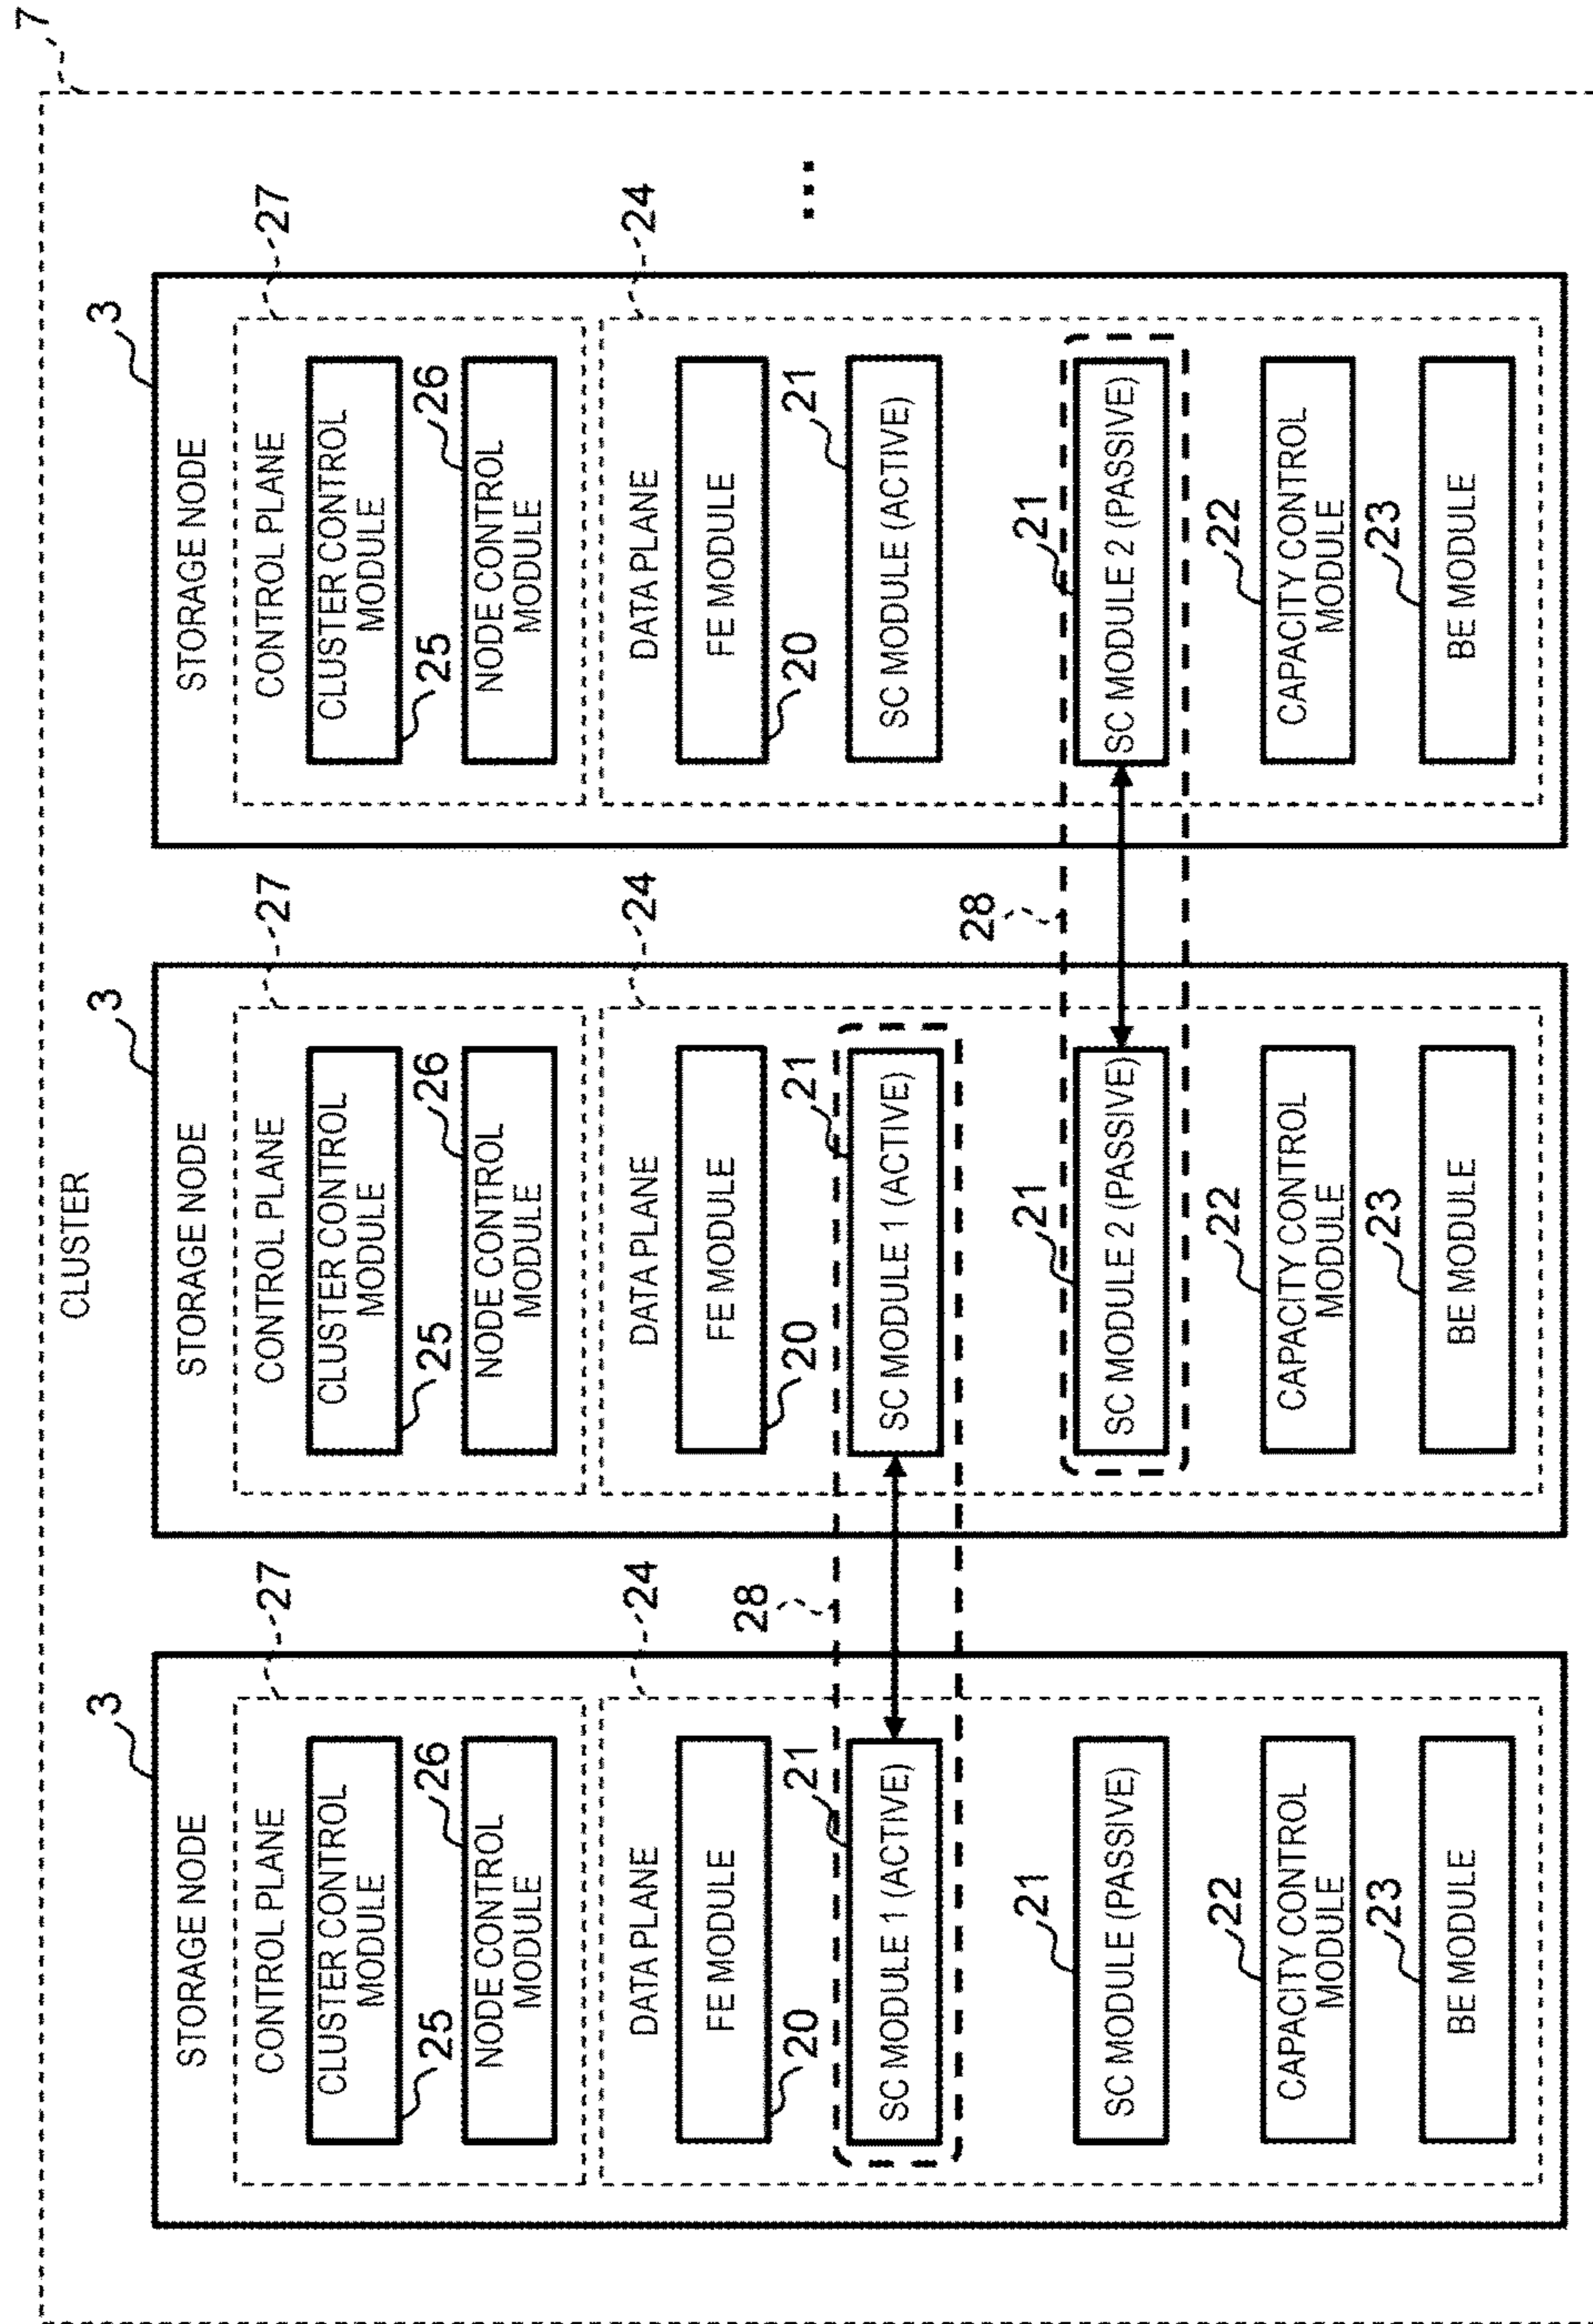 7
CLUSTER
3
STORAGE NODE
27
CONTROL PLANE
CLUSTER CONTROL
MODULE
25
26
NODE CONTROL
MODULE
24
DATA PLANE
FE MODULE
20
21
28
SC MODULE 1 (ACTIVE)
21
SC MODULE (PASSIVE)
22
CAPACITY CONTROL
MODULE
23
BE MODULE
3
STORAGE NODE
27
CONTROL PLANE
CLUSTER CONTROL
MODULE
25
26
NODE CONTROL
MODULE
24
DATA PLANE
FE MODULE
20
21
SC MODULE 1 (ACTIVE)
28
21
SC MODULE 2 (PASSIVE)
22
CAPACITY CONTROL
MODULE
23
BE MODULE
3
STORAGE NODE
27
CONTROL PLANE
CLUSTER CONTROL
MODULE
25
26
NODE CONTROL
MODULE
24
DATA PLANE
FE MODULE
20
21
SC MODULE (ACTIVE)
21
SC MODULE 2 (PASSIVE)
22
CAPACITY CONTROL
MODULE
23
BE MODULE
...